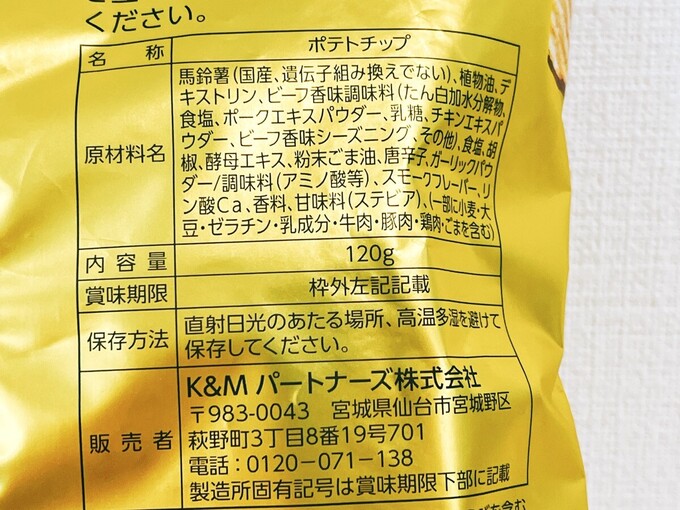 ください。
名称 ポテトチップ
原材料名
馬鈴薯(国産、遺伝子組み換えでない)、植物油、デ
キストリン、ビーフ香味調味料(たん白加水分解物、
食塩、ポークエキスパウダー、乳糖、チキンエキスパ
ウダー、ビーフ香味シーズニング、その他)、食塩、胡
椒、酵母エキス、粉末ごま油、唐辛子、ガーリックパウ
ダー/調味料(アミノ酸等)、スモークフレーバー、リ
ン酸Ca、香料、甘味料(ステビア)、(一部に小麦・大
豆・ゼラチン・乳成分・牛肉・豚肉・鶏肉・ごまを含む)
内容量 120g
賞味期限 枠外左記記載
保存方法
直射日光のあたる場所、高温多湿を避けて
保存してください。
販売者
K&M パートナーズ株式会社
〒983-0043 宮城県仙台市宮城野区
萩野町3丁目8番19号701
電話:0120-071-138
製造所固有記号は賞味期限下部に記載
を含む